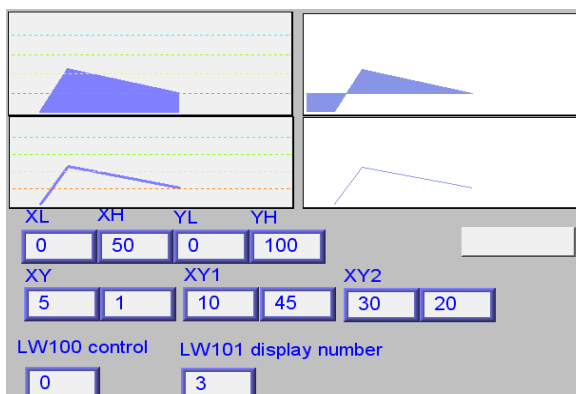 XL XH YL YH
0 50 0 100
XY XY1 XY2
5 1 10 45 30 20
LW100 control LW101 display number
0 3